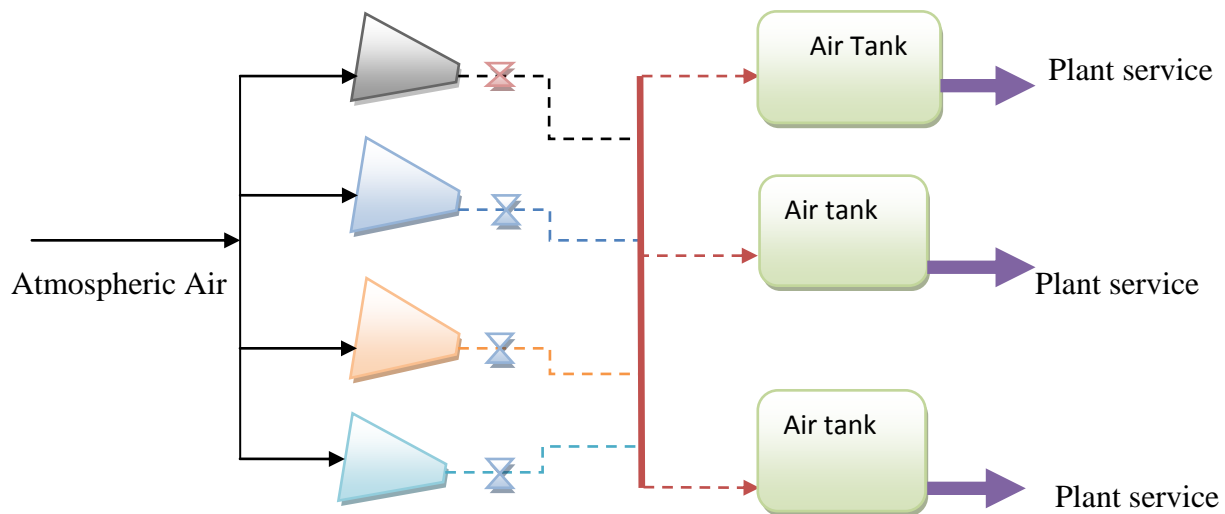 Air Tank
Plant service
Air tank
Atmospheric Air
Plant service
Air tank
Plant service